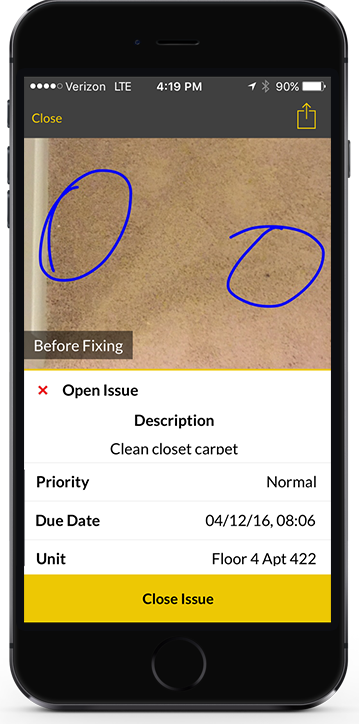 Verizon LTE 4:19 PM 90%
Close
Before Fixing
× Open Issue
Description
Clean closet carpet
Priority Normal
Due Date 04/12/16, 08:06
Unit Floor 4 Apt 422
Close Issue